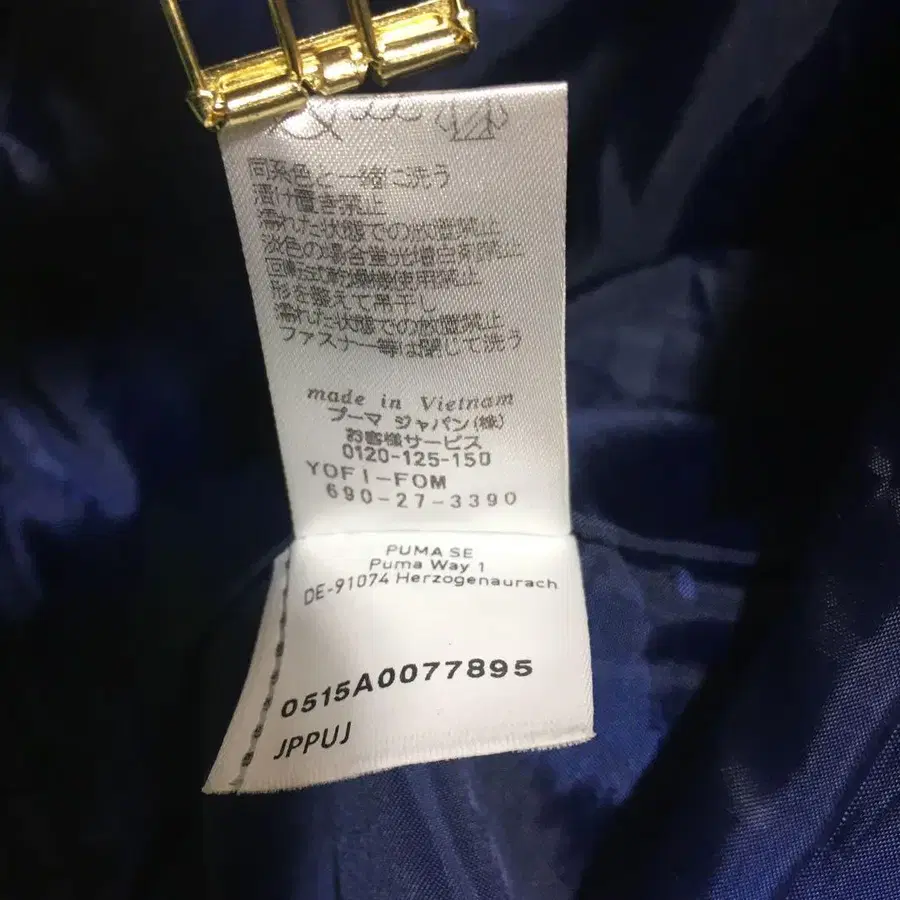 同系色と一緒に洗う
漬け置き禁止
濡れた状態での放置禁止
淡色の場合蛍光増白剤禁止
回転式乾燥機使用禁止
形を整えて吊干し
濡れた状態での放置禁止
ファスナー等は閉じて洗う
made in Vietnam
プーマ ジャパン(株)
お客様サービス
0120-125-150
YOFI-FOM
690-27-3390
PUMA SE
Puma Way 1
DE-91074 Herzogenaurach
0515A0077895
JPPUJ